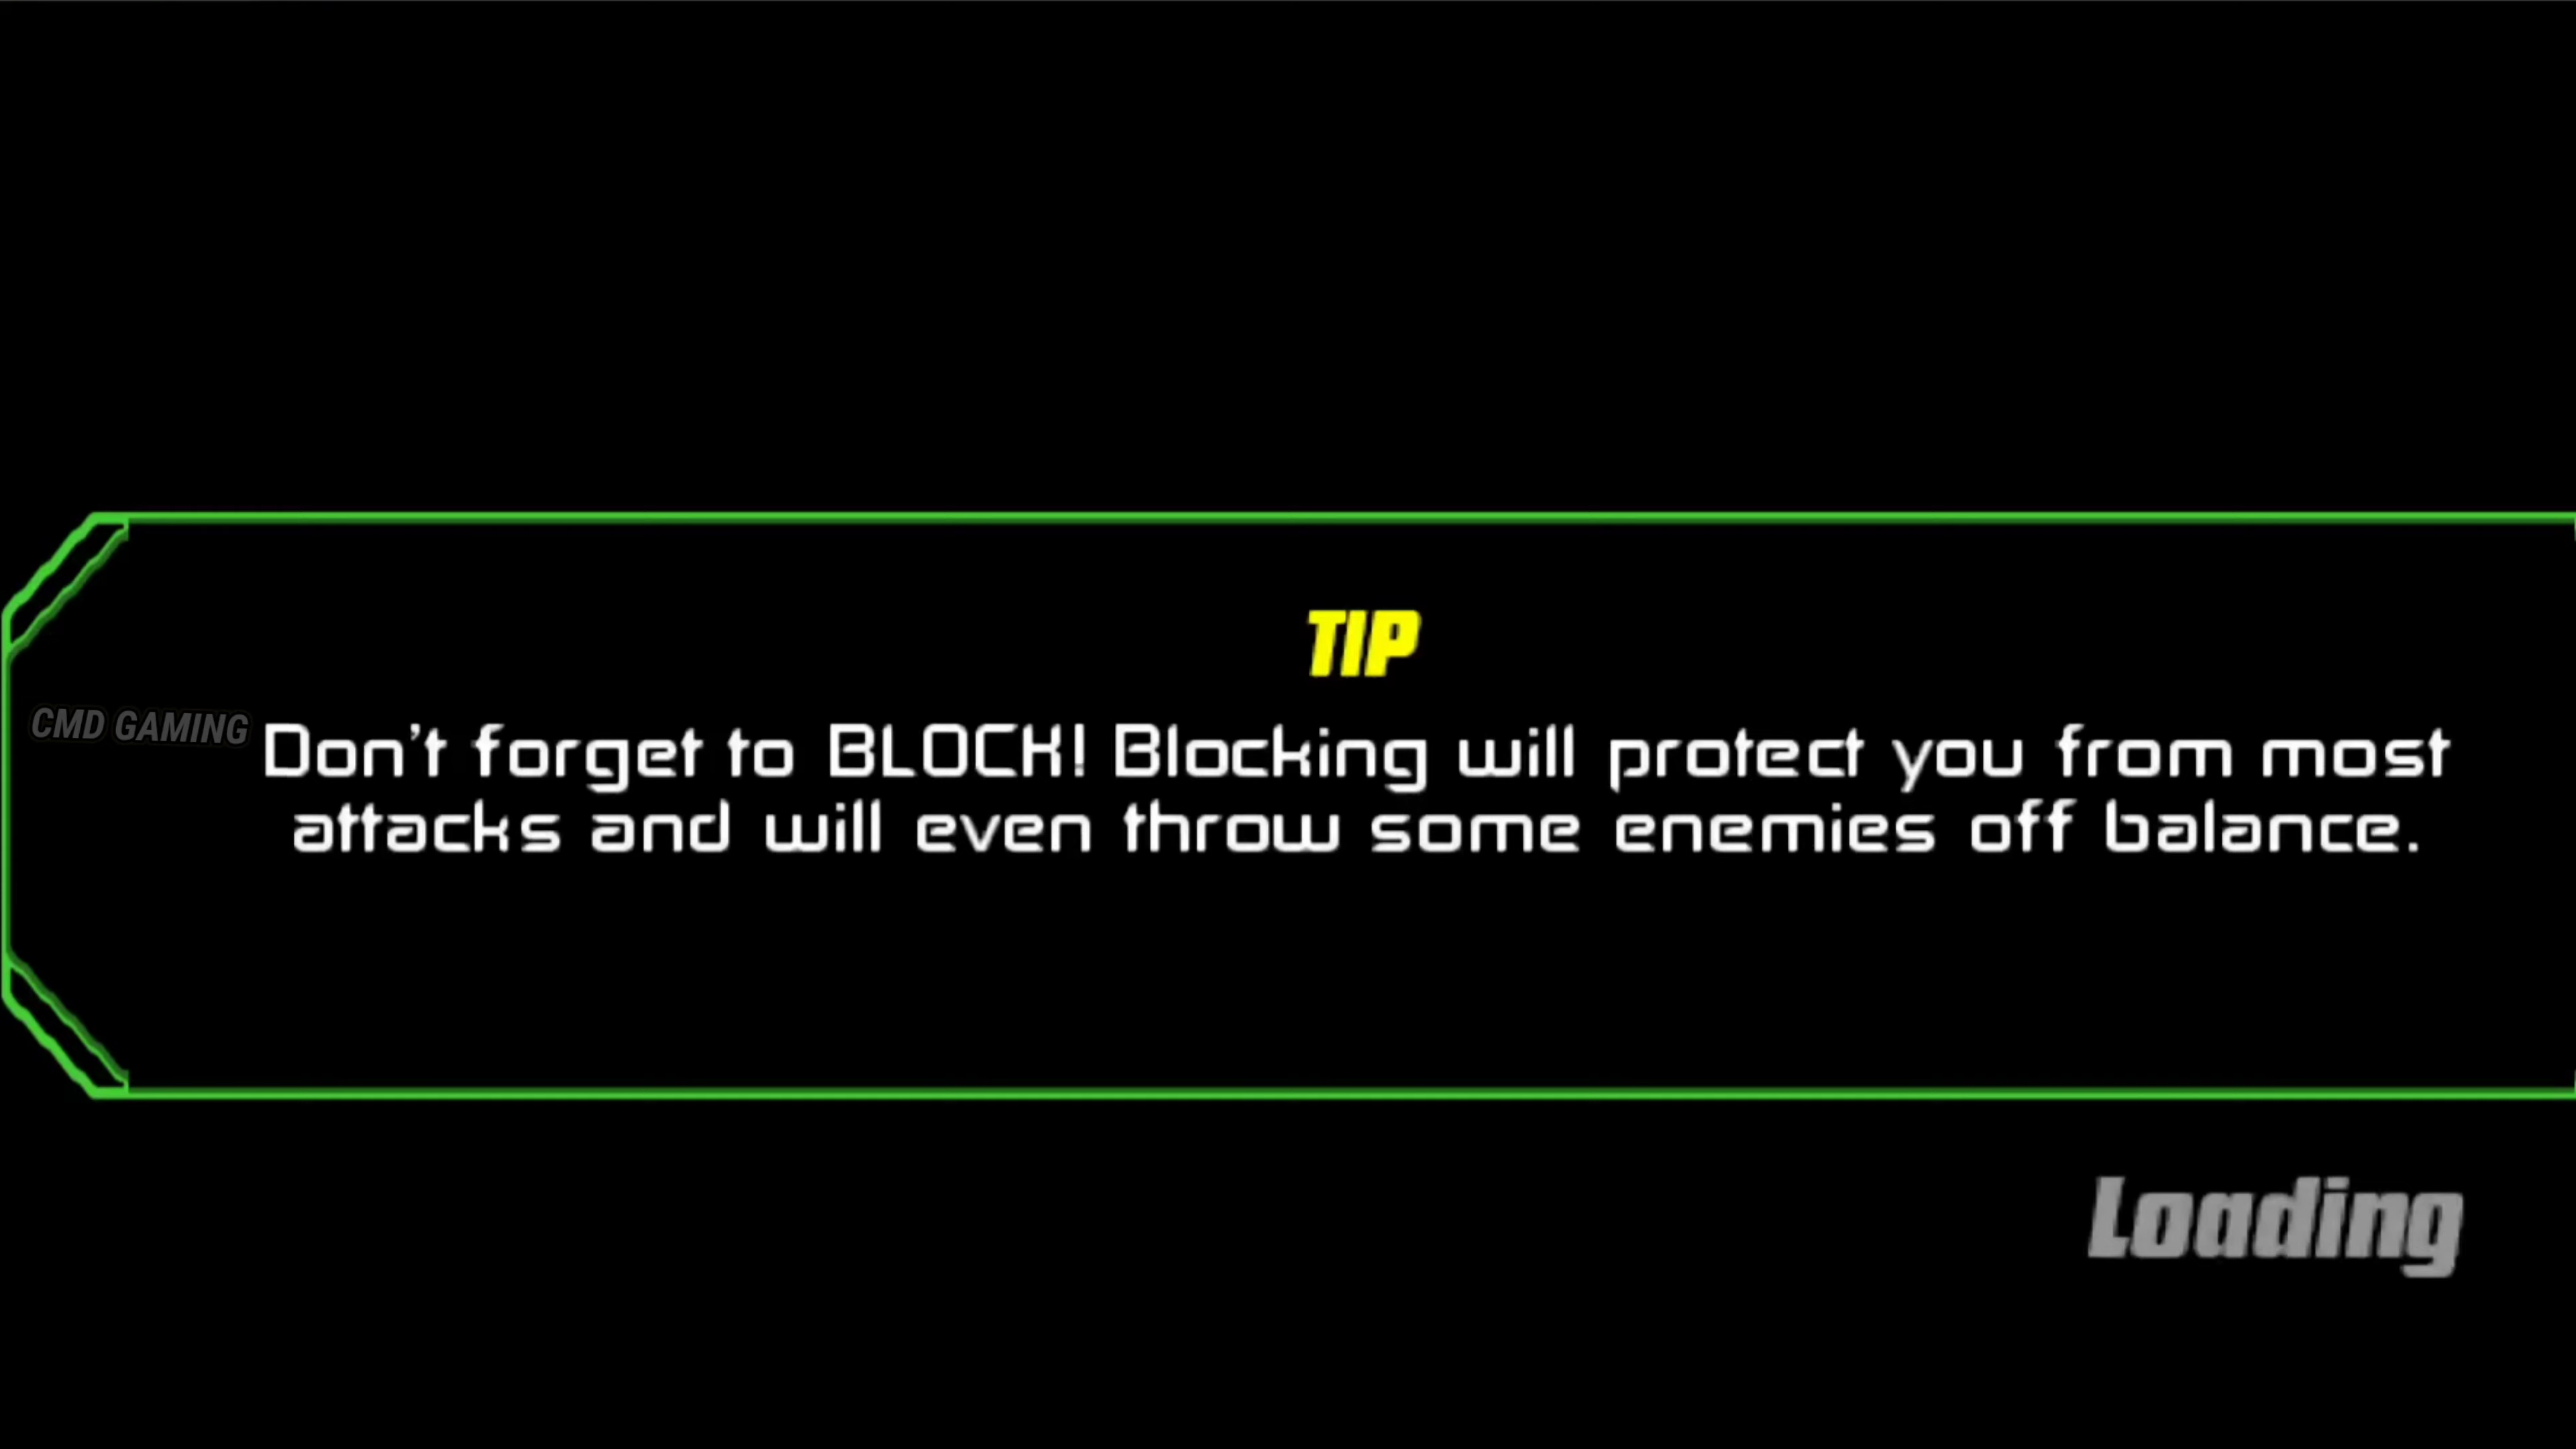 TIP
CMD GAMING
Don't forget to BLOCK! Blocking will protect you from most
attacks and will even throw some enemies off balance.
Loading